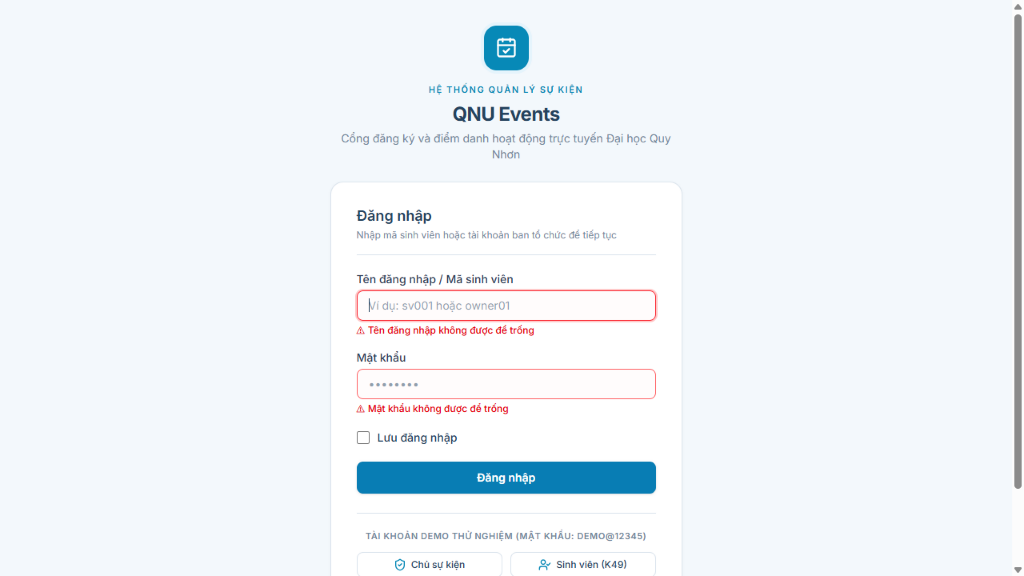 HỆ THỐNG QUẢN LÝ SỰ KIỆN
QNU Events
Cổng đăng ký và điểm danh hoạt động trực tuyến Đại học Quy
Nhơn
Đăng nhập
Nhập mã sinh viên hoặc tài khoản ban tổ chức để tiếp tục
Tên đăng nhập / Mã sinh viên
Ví dụ: sv001 hoặc owner01
Tên đăng nhập không được để trống
Mật khẩu
••••••••
Mật khẩu không được để trống
Lưu đăng nhập
Đăng nhập
TÀI KHOẢN DEMO THỬ NGHIỆM (MẬT KHẨU: DEMO@12345)
Chủ sự kiện
Sinh viên (K49)